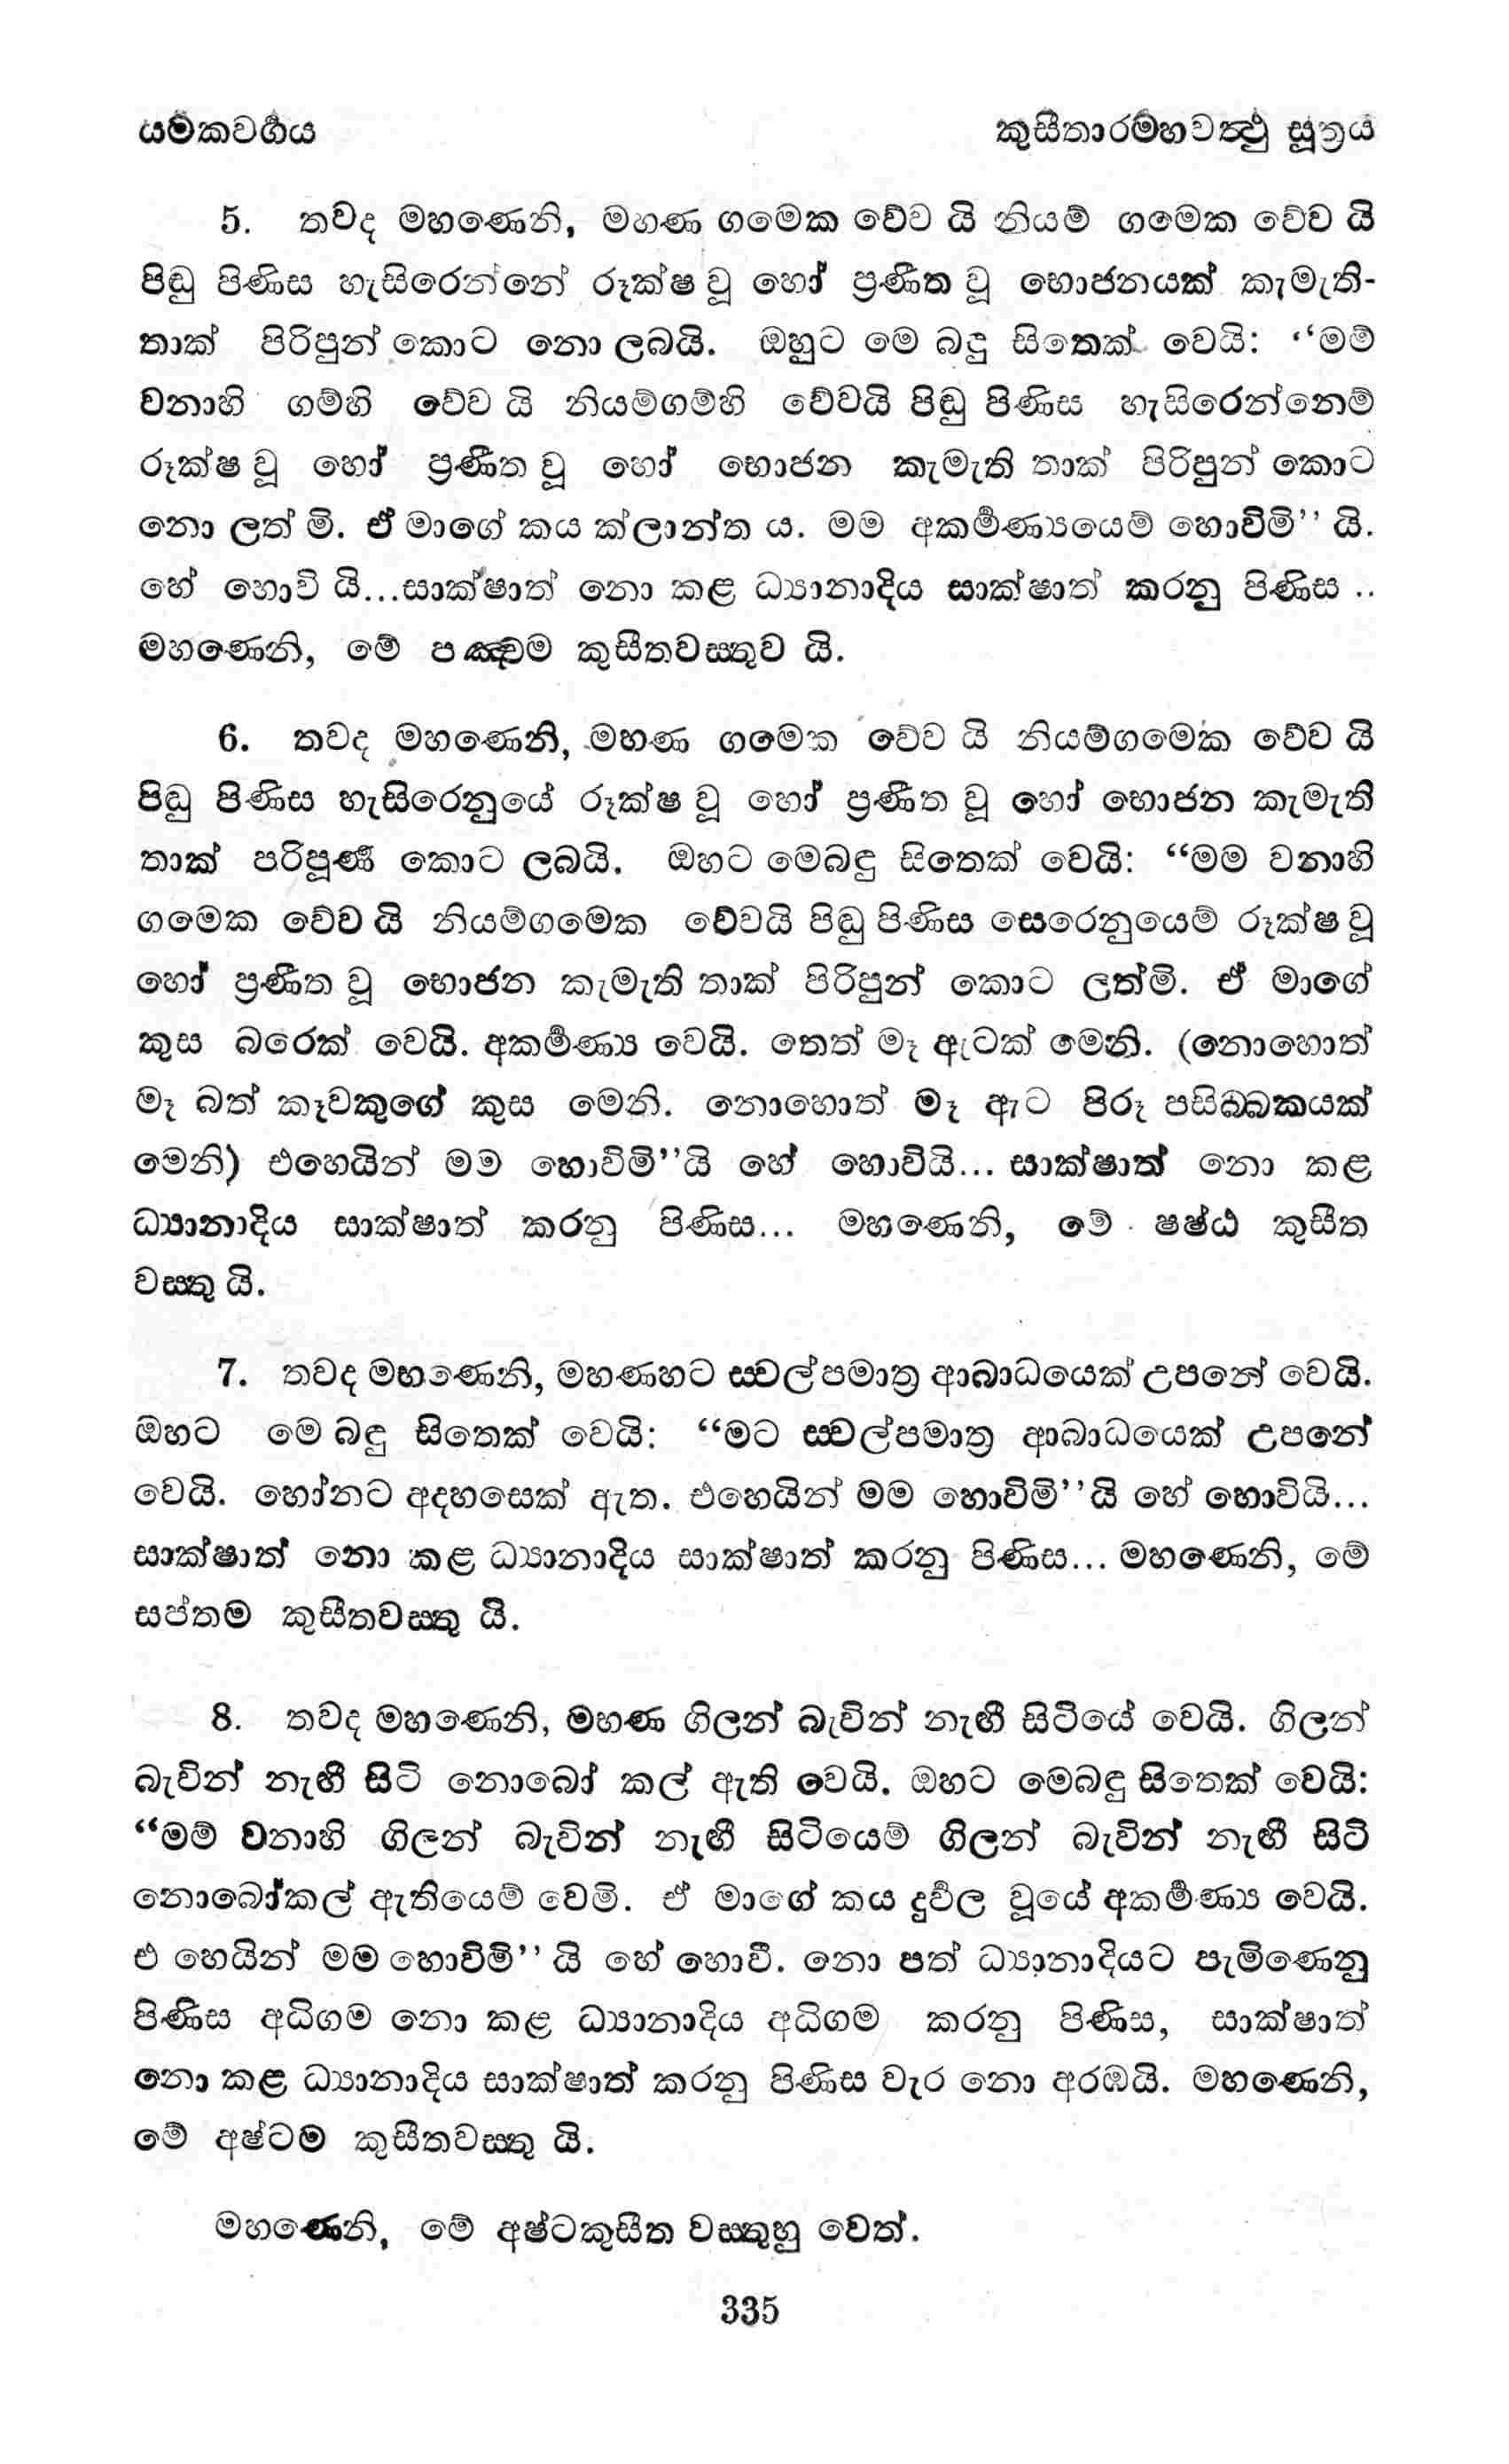 යමකවර්ගය
කුසීතාරම්භවත්ථු සූත්‍රය
5. තවද මහණෙනි, මහණ ගමෙක වේව යි නියම් ගමෙක වේව යි
පිඬු පිණිස හැසිරෙන්නේ රූක්ෂ වූ හෝ ප්‍රණීත වූ භොජනයක් කැමැති-
තාක් පිරිපුන් කොට නො ලබයි. ඔහුට මෙ බඳු සිතෙක් වෙයි: “මම්
වනාහි ගම්හි වේව යි නියම්ගම්හි වේවයි පිඬු පිණිස හැසිරෙන්නෙම්
රූක්ෂ වූ හෝ ප්‍රණීත වූ හෝ භොජන කැමැති තාක් පිරිපුන් කොට
නො ලත් මි. ඒ මාගේ කය ක්ලාන්ත ය. මම අකර්මණ්‍යයෙම් හොවිමි” යි.
හේ හොවි යි...සාක්ෂාත් නො කළ ධ්‍යානාදිය සාක්ෂාත් කරනු පිණිස ..
මහණෙනි, මේ පඤ්චම කුසීතවස්තුව යි.
6. තවද මහණෙනි, මහණ ගමෙක වේව යි නියම්ගමෙක වේව යි
පිඬු පිණිස හැසිරෙනුයේ රූක්ෂ වූ හෝ ප්‍රණීත වූ හෝ භොජන කැමැති
තාක් පරිපූර්ණ කොට ලබයි. ඔහට මෙබඳු සිතෙක් වෙයි: “මම වනාහි
ගමෙක වේව යි නියම්ගමෙක වේවයි පිඬු පිණිස සෙරෙනුයෙම් රූක්ෂ වූ
හෝ ප්‍රණීත වූ භොජන කැමැති තාක් පිරිපුන් කොට ලත්මි. ඒ මාගේ
කුස බරෙක් වෙයි. අකර්මණ්‍ය වෙයි. තෙත් මෑ ඇටක් මෙනි. (නොහොත්
මෑ බත් කෑවකුගේ කුස මෙනි. නොහොත් මෑ ඇට පිරූ පසිබ්බකයක්
මෙනි) එහෙයින් මම හොවිමි”යි හේ හොවියි... සාක්ෂාත් නො කළ
ධ්‍යානාදිය සාක්ෂාත් කරනු පිණිස... මහණෙනි, මේ ෂෂ්ඨ කුසීත
වස්තු යි.
7. තවද මහණෙනි, මහණහට ස්වල්පමාත්‍ර ආබාධයෙක් උපනේ වෙයි.
ඔහට මෙ බඳු සිතෙක් වෙයි: “මට ස්වල්පමාත්‍ර ආබාධයෙක් උපනේ
වෙයි. හෝනට අදහසෙක් ඇත. එහෙයින් මම හොවිමි”යි හේ හොවියි...
සාක්ෂාත් නො කළ ධ්‍යානාදිය සාක්ෂාත් කරනු පිණිස... මහණෙනි, මේ
සප්තම කුසීතවස්තු යි.
8. තවද මහණෙනි, මහණ ගිලන් බැවින් නැඟී සිටියේ වෙයි. ගිලන්
බැවින් නැඟී සිටි නොබෝ කල් ඇති වෙයි. ඔහට මෙබඳු සිතෙක් වෙයි:
“මම් වනාහි ගිලන් බැවින් නැඟී සිටියෙම් ගිලන් බැවින් නැඟී සිටි
නොබෝකල් ඇතියෙම් වෙමි. ඒ මාගේ කය දුර්වල වූයේ අකර්මණ්‍ය වෙයි.
එ හෙයින් මම හොවිමි” යි හේ හොවී. නො පත් ධ්‍යානාදියට පැමිණෙනු
පිණිස අධිගම නො කළ ධ්‍යානාදිය අධිගම කරනු පිණිස, සාක්ෂාත්
නො කළ ධ්‍යානාදිය සාක්ෂාත් කරනු පිණිස වැර නො අරඹයි. මහණෙනි,
මේ අෂ්ටම කුසීතවස්තු යි.
මහණෙනි, මේ අෂ්ටකුසීත වස්තූහු වෙත්.
335